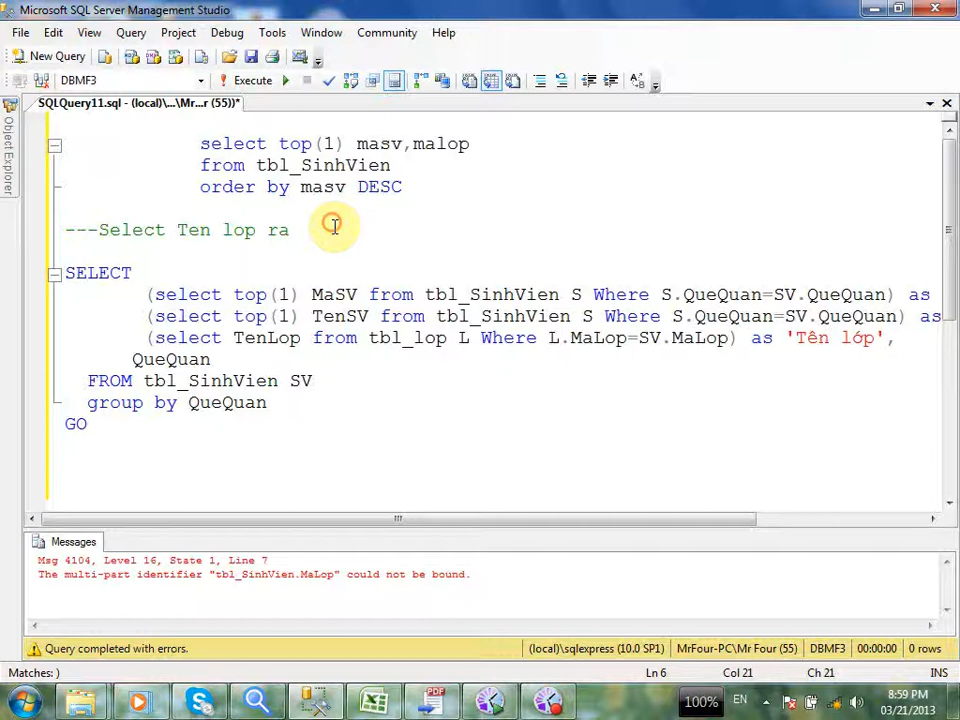 Microsoft SQL Server Management Studio
File Edit View Query Project Debug Tools Window Community Help
New Query
DBMF3 Execute
SQLQuery11.sql - (local)\...\Mr...r (55))*
Object Explorer
select top(1) masv,malop
from tbl_SinhVien
order by masv DESC
---Select Ten lop ra
SELECT
(select top(1) MaSV from tbl_SinhVien S Where S.QueQuan=SV.QueQuan) as
(select top(1) TenSV from tbl_SinhVien S Where S.QueQuan=SV.QueQuan) as
(select TenLop from tbl_lop L Where L.MaLop=SV.MaLop) as 'Tên lớp',
QueQuan
FROM tbl_SinhVien SV
group by QueQuan
GO
Messages
Msg 4104, Level 16, State 1, Line 7
The multi-part identifier "tbl_SinhVien.MaLop" could not be bound.
Query completed with errors. (local)\sqlexpress (10.0 SP1) MrFour-PC\Mr Four (55) DBMF3 00:00:00 0 rows
Matches: ) Ln 6 Col 21 Ch 21 INS
PDF 100% EN 8:59 PM
03/21/2013